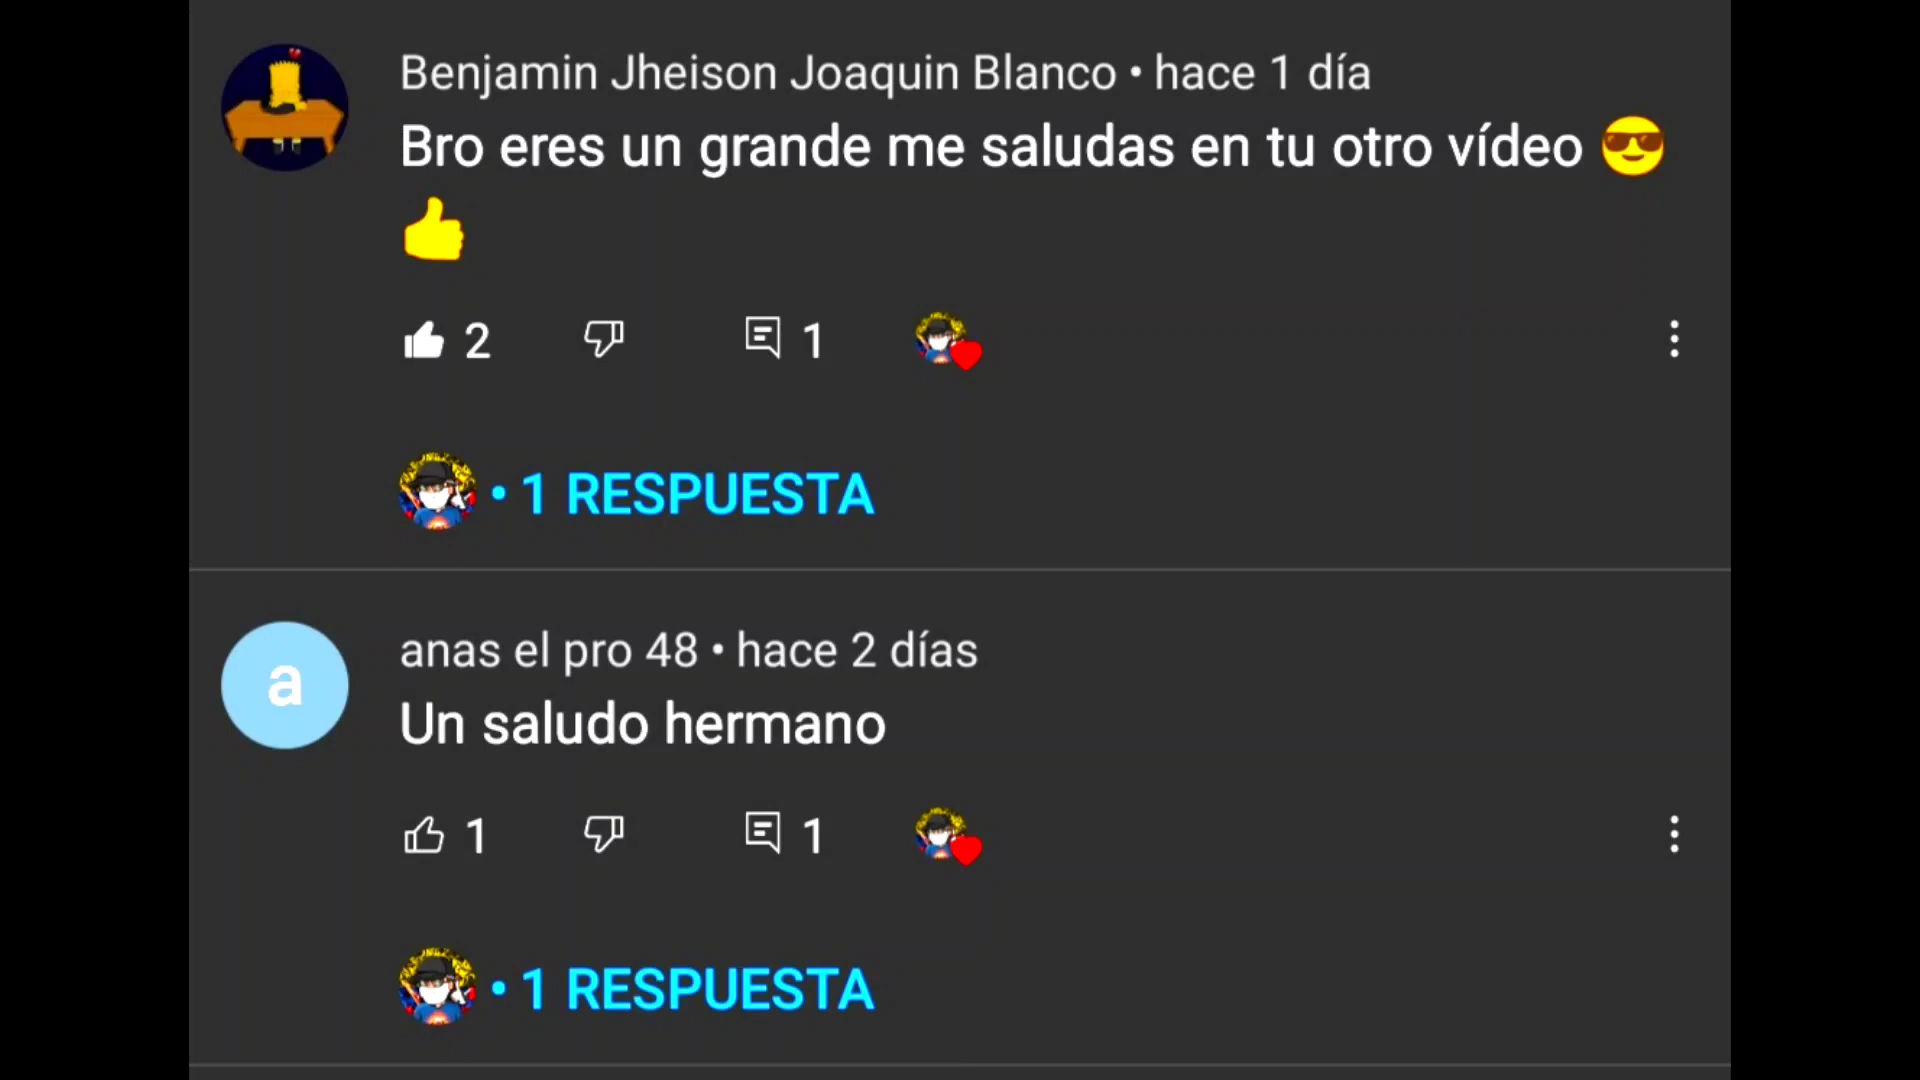 Benjamin Jheison Joaquin Blanco • hace 1 día
Bro eres un grande me saludas en tu otro vídeo 😎
👍
2 1
• 1 RESPUESTA
a
anas el pro 48 • hace 2 días
Un saludo hermano
1 1
• 1 RESPUESTA